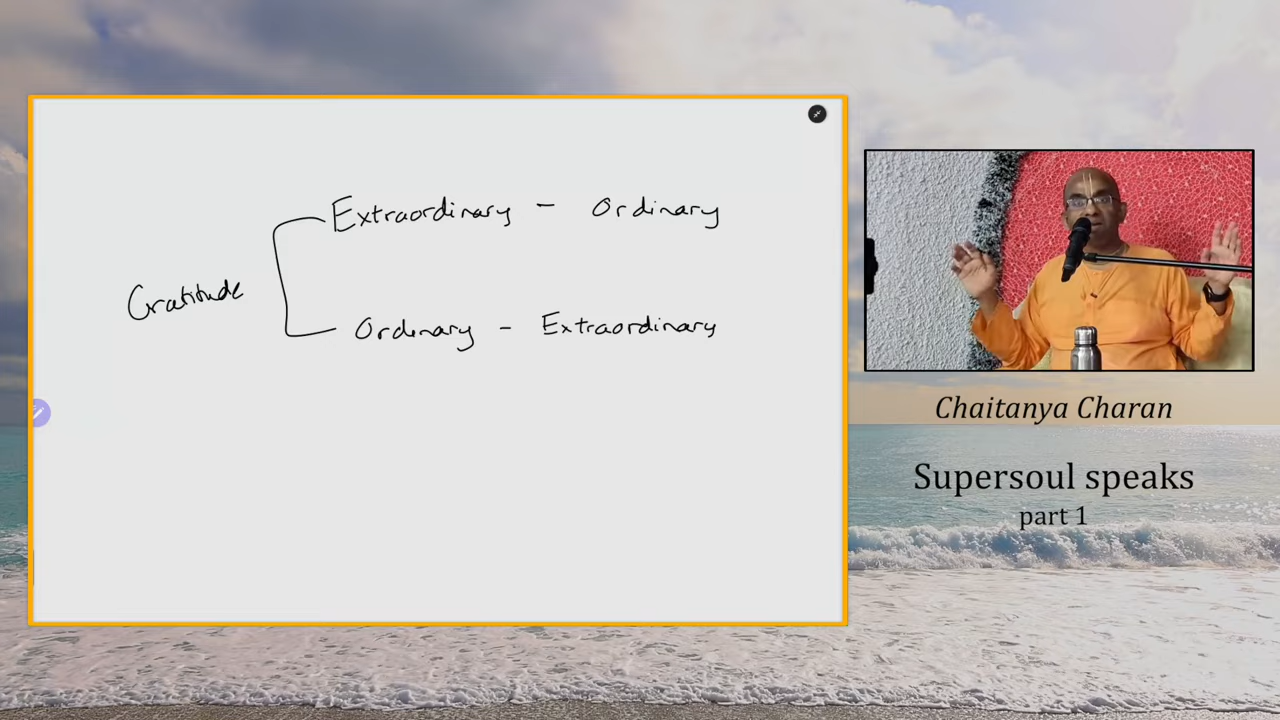 Extraordinary - Ordinary
Gratitude
Ordinary - Extraordinary
Chaitanya Charan
Supersoul speaks
part 1